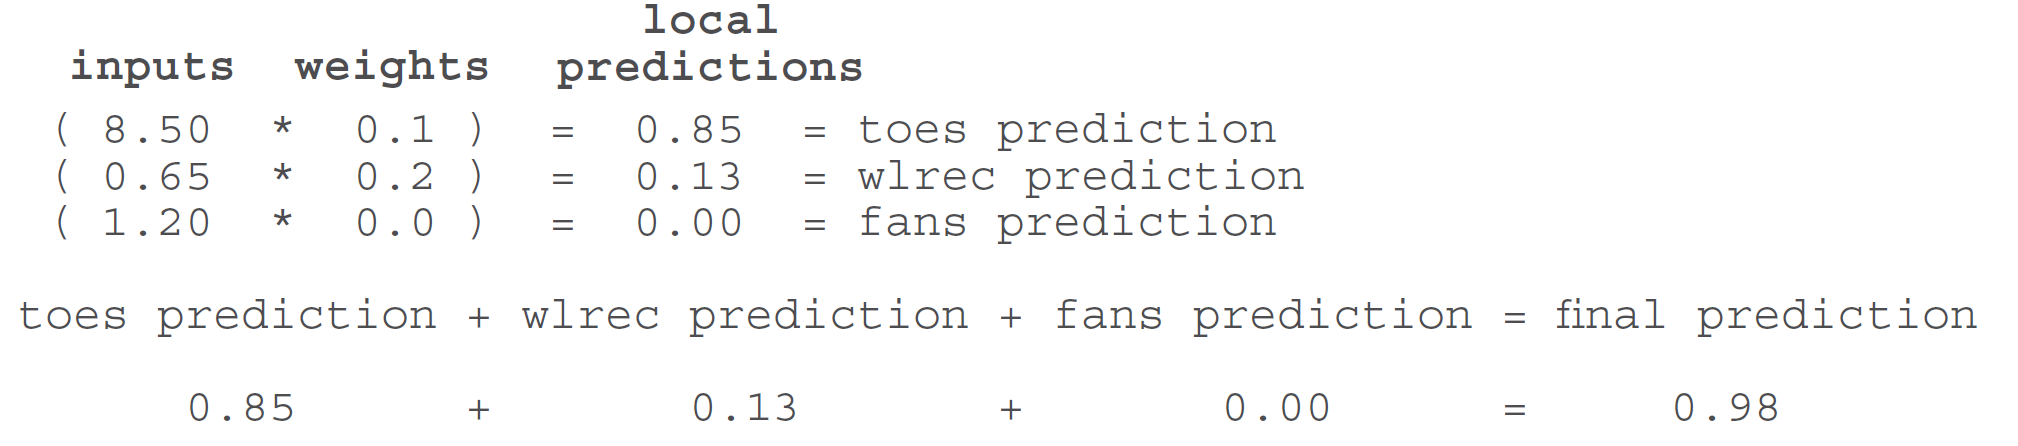 local
inputs weights predictions
( 8.50 * 0.1 ) = 0.85 = toes prediction
( 0.65 * 0.2 ) = 0.13 = wlrec prediction
( 1.20 * 0.0 ) = 0.00 = fans prediction
toes prediction + wlrec prediction + fans prediction = final prediction
0.85 + 0.13 + 0.00 = 0.98